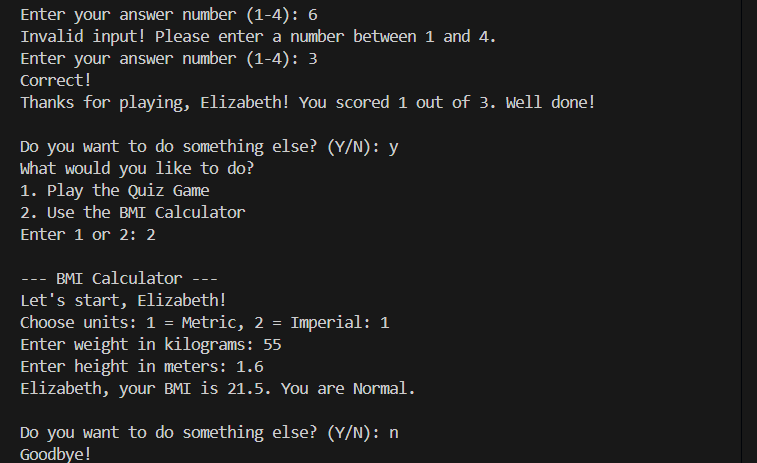 Enter your answer number (1-4): 6
Invalid input! Please enter a number between 1 and 4.
Enter your answer number (1-4): 3
Correct!
Thanks for playing, Elizabeth! You scored 1 out of 3. Well done!
Do you want to do something else? (Y/N): y
What would you like to do?
1. Play the Quiz Game
2. Use the BMI Calculator
Enter 1 or 2: 2
--- BMI Calculator ---
Let's start, Elizabeth!
Choose units: 1 = Metric, 2 = Imperial: 1
Enter weight in kilograms: 55
Enter height in meters: 1.6
Elizabeth, your BMI is 21.5. You are Normal.
Do you want to do something else? (Y/N): n
Goodbye!